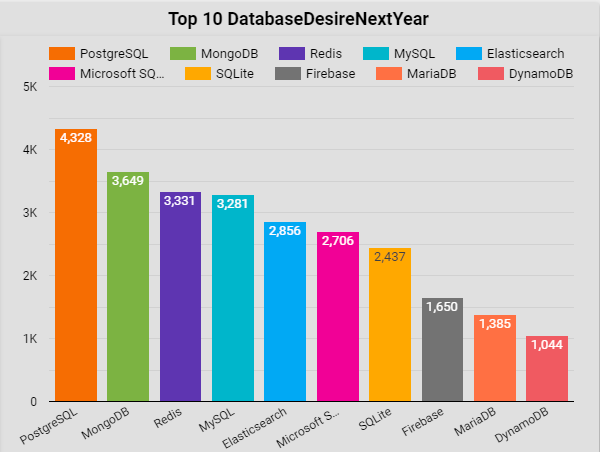 Top 10 DatabaseDesireNextYear
PostgreSQL MongoDB Redis MySQL Elasticsearch
Microsoft SQ... SQLite Firebase MariaDB DynamoDB
5K
4K
3K
2K
1K
0
4,328
3,649
3,331
3,281
2,856
2,706
2,437
1,650
1,385
1,044
PostgreSQL
MongoDB
Redis
MySQL
Elasticsearch
Microsoft S...
SQLite
Firebase
MariaDB
DynamoDB